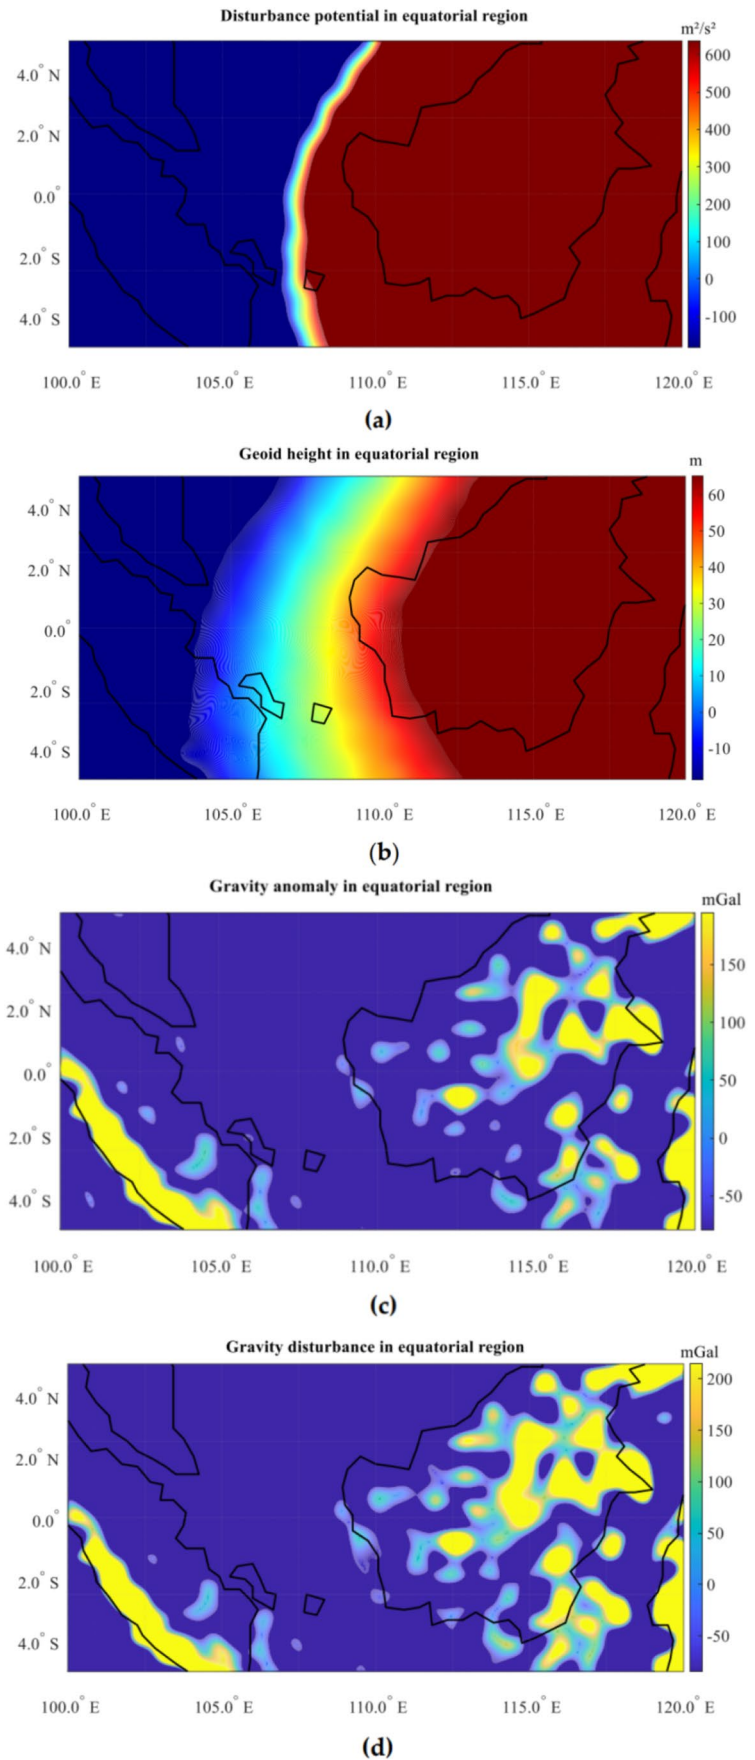 Disturbance potential in equatorial region
m²/s²
600
4.0° N
500
2.0° N
400
300
0.0°
200
100
2.0° S
0
4.0° S
-100
100.0° E 105.0° E 110.0° E 115.0° E 120.0° E
(a)
Geoid height in equatorial region
m
60
4.0° N
50
2.0° N
40
30
0.0°
20
10
2.0° S
0
4.0° S
-10
100.0° E 105.0° E 110.0° E 115.0° E 120.0° E
(b)
Gravity anomaly in equatorial region
mGal
4.0° N
150
2.0° N
100
0.0°
50
2.0° S
0
4.0° S
-50
100.0° E 105.0° E 110.0° E 115.0° E 120.0° E
(c)
Gravity disturbance in equatorial region
mGal
200
4.0° N
150
2.0° N
100
0.0°
50
2.0° S
0
4.0° S
-50
100.0° E 105.0° E 110.0° E 115.0° E 120.0° E
(d)